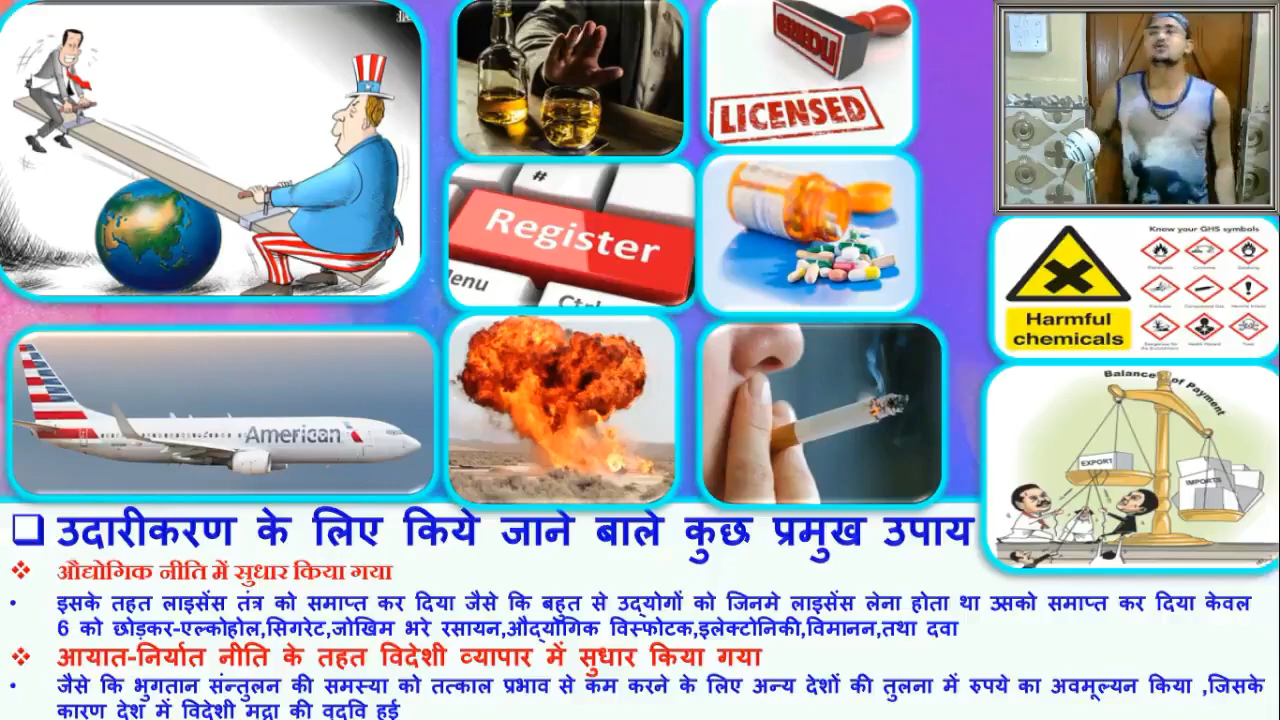 LICENSED
#
Register
Menu
Ctrl
American
Know your GHS symbols
Harmful
chemicals
Balance of Payment
EXPORT
IMPORTS
❑ उदारीकरण के लिए किये जाने बाले कुछ प्रमुख उपाय
❖ औद्योगिक नीति में सुधार किया गया
• इसके तहत लाइसेंस तंत्र को समाप्त कर दिया जैसे कि बहुत से उद्योगों को जिनमे लाइसेंस लेना होता था उसको समाप्त कर दिया केवल
6 को छोड़कर-एल्कोहोल,सिगरेट,जोखिम भरे रसायन,औद्योगिक विस्फोटक,इलेक्टोनिकी,विमानन,तथा दवा
❖ आयात-निर्यात नीति के तहत विदेशी व्यापार में सुधार किया गया
• जैसे कि भुगतान संन्तुलन की समस्या को तत्काल प्रभाव से कम करने के लिए अन्य देशों की तुलना में रुपये का अवमूल्यन किया ,जिसके
कारण देश में विदेशी मुद्रा की वृद्वि हुई